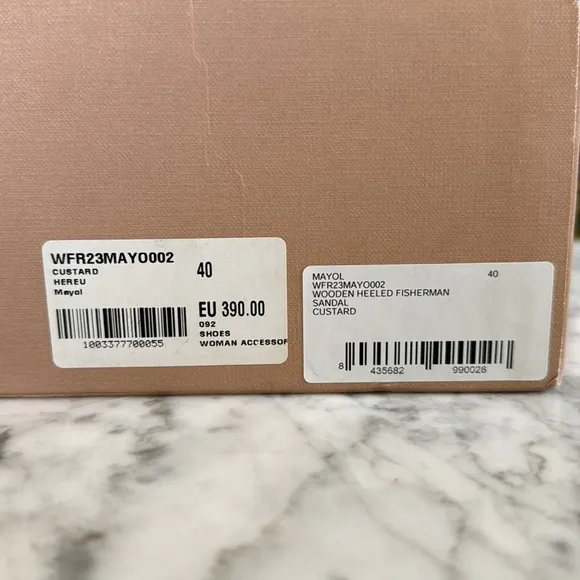 WFR23MAYO002
CUSTARD 40
HEREU
Mayol
EU 390.00
092
SHOES
WOMAN ACCESSOR
1003377700055
MAYOL 40
WFR23MAYO002
WOODEN HEELED FISHERMAN
SANDAL
CUSTARD
8 435682 990028